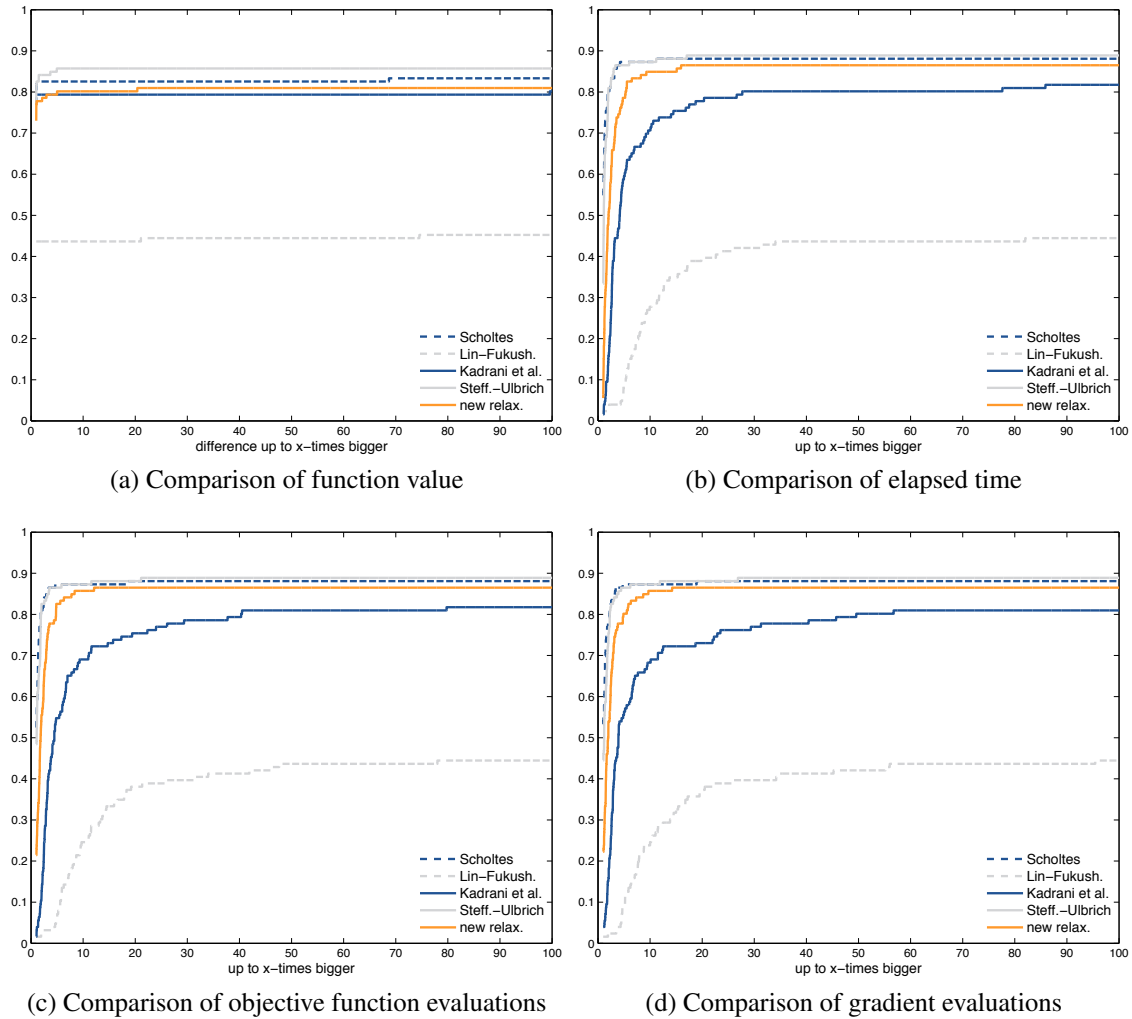 1
0.9
0.8
0.7
0.6
0.5
0.4
0.3
0.2
0.1
0
Scholtes
Lin−Fukush.
Kadrani et al.
Steff.−Ulbrich
new relax.
0 10 20 30 40 50 60 70 80 90 100
difference up to x−times bigger
(a) Comparison of function value
1
0.9
0.8
0.7
0.6
0.5
0.4
0.3
0.2
0.1
0
Scholtes
Lin−Fukush.
Kadrani et al.
Steff.−Ulbrich
new relax.
0 10 20 30 40 50 60 70 80 90 100
up to x−times bigger
(b) Comparison of elapsed time
1
0.9
0.8
0.7
0.6
0.5
0.4
0.3
0.2
0.1
0
Scholtes
Lin−Fukush.
Kadrani et al.
Steff.−Ulbrich
new relax.
0 10 20 30 40 50 60 70 80 90 100
up to x−times bigger
(c) Comparison of objective function evaluations
1
0.9
0.8
0.7
0.6
0.5
0.4
0.3
0.2
0.1
0
Scholtes
Lin−Fukush.
Kadrani et al.
Steff.−Ulbrich
new relax.
0 10 20 30 40 50 60 70 80 90 100
up to x−times bigger
(d) Comparison of gradient evaluations